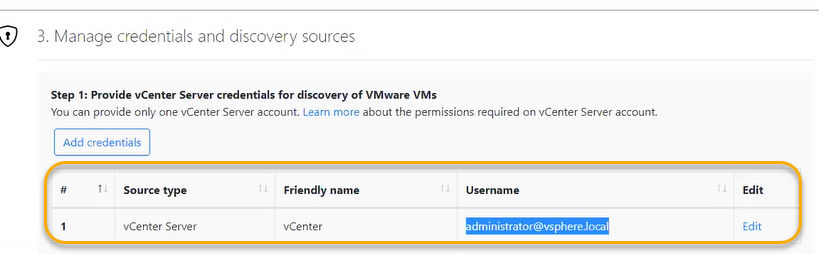 3. Manage credentials and discovery sources
Step 1: Provide vCenter Server credentials for discovery of VMware VMs
You can provide only one vCenter Server account. Learn more about the permissions required on vCenter Server account.
Add credentials
# Source type Friendly name Username Edit
1 vCenter Server vCenter administrator@vsphere.local Edit